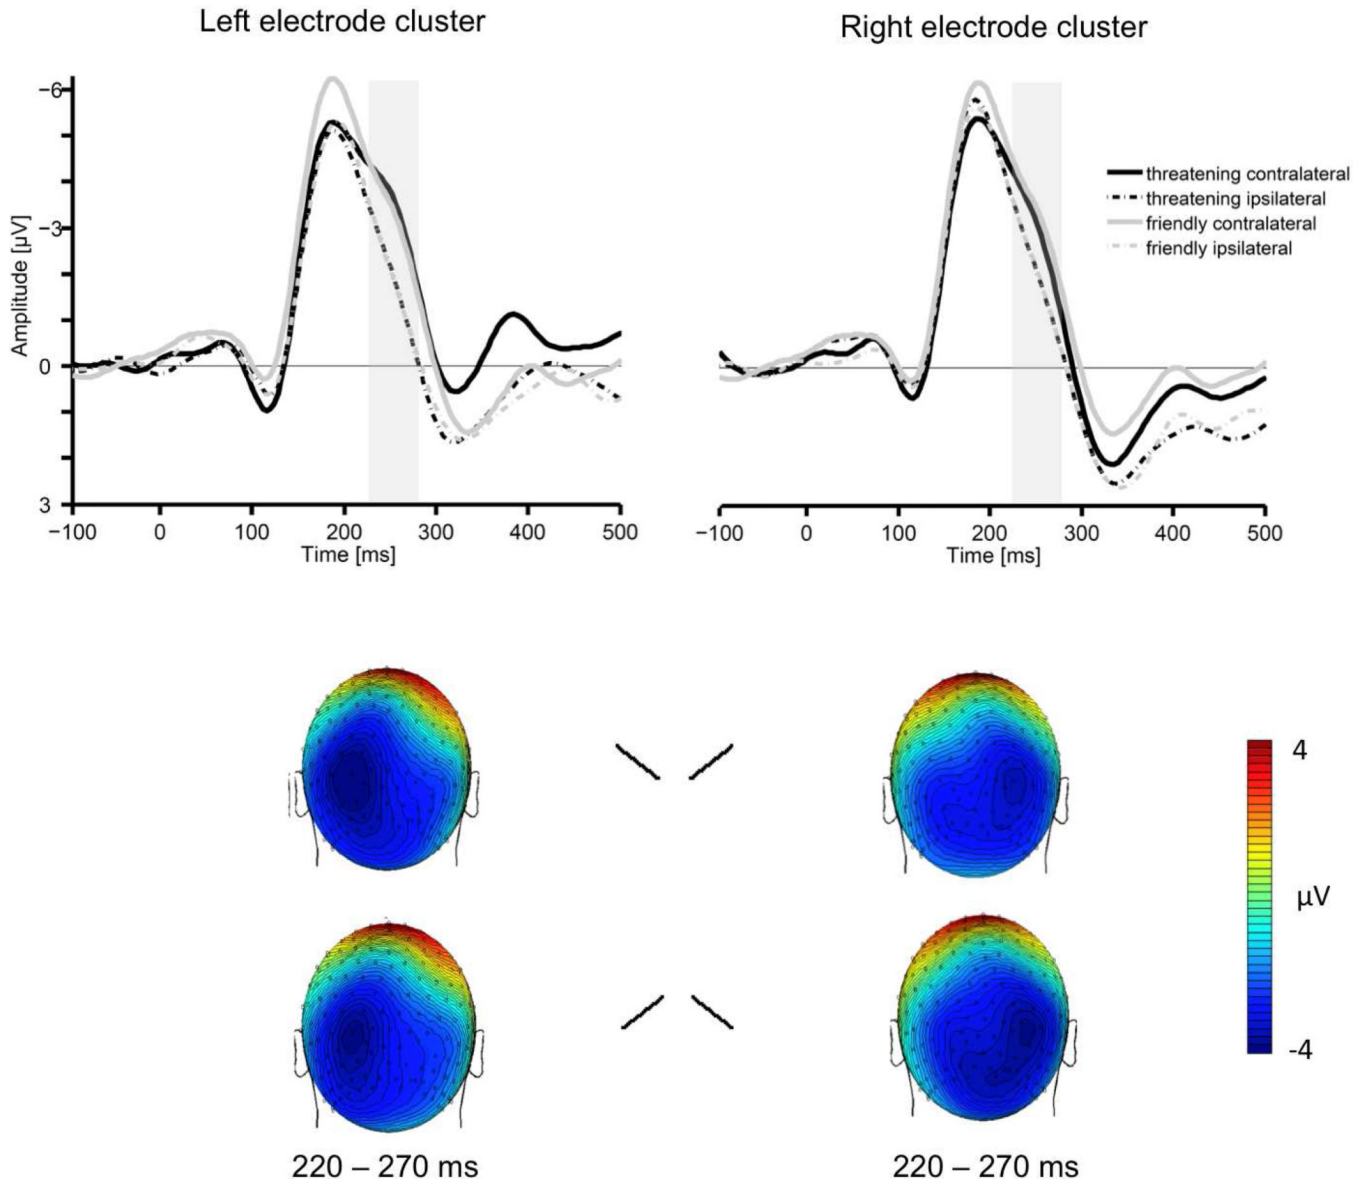 Left electrode cluster
Right electrode cluster
−6
−3
0
3
Amplitude [µV]
−100 0 100 200 300 400 500
Time [ms]
−100 0 100 200 300 400 500
Time [ms]
threatening contralateral
threatening ipsilateral
friendly contralateral
friendly ipsilateral
4
µV
-4
220 – 270 ms
220 – 270 ms